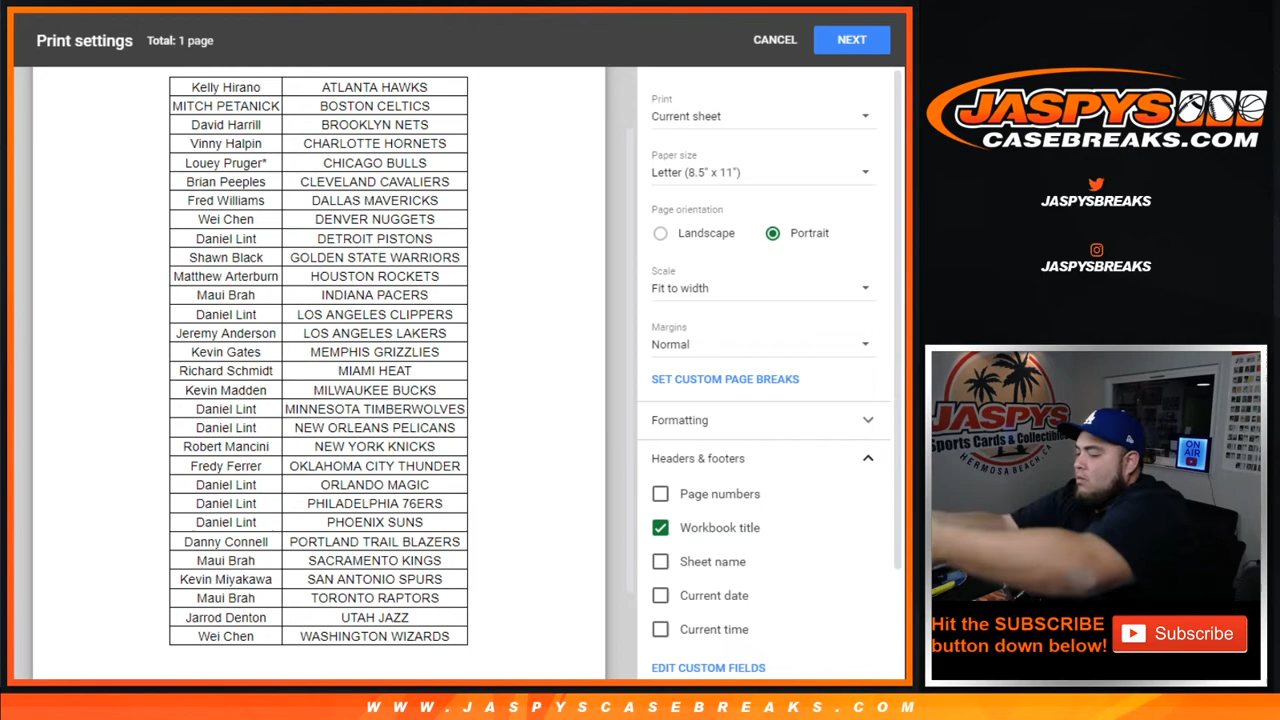 Print settings Total: 1 page CANCEL NEXT
Kelly Hirano ATLANTA HAWKS
MITCH PETANICK BOSTON CELTICS
David Harrill BROOKLYN NETS
Vinny Halpin CHARLOTTE HORNETS
Louey Pruger* CHICAGO BULLS
Brian Peeples CLEVELAND CAVALIERS
Fred Williams DALLAS MAVERICKS
Wei Chen DENVER NUGGETS
Daniel Lint DETROIT PISTONS
Shawn Black GOLDEN STATE WARRIORS
Matthew Arterburn HOUSTON ROCKETS
Maui Brah INDIANA PACERS
Daniel Lint LOS ANGELES CLIPPERS
Jeremy Anderson LOS ANGELES LAKERS
Kevin Gates MEMPHIS GRIZZLIES
Richard Schmidt MIAMI HEAT
Kevin Madden MILWAUKEE BUCKS
Daniel Lint MINNESOTA TIMBERWOLVES
Daniel Lint NEW ORLEANS PELICANS
Robert Mancini NEW YORK KNICKS
Fredy Ferrer OKLAHOMA CITY THUNDER
Daniel Lint ORLANDO MAGIC
Daniel Lint PHILADELPHIA 76ERS
Daniel Lint PHOENIX SUNS
Danny Connell PORTLAND TRAIL BLAZERS
Maui Brah SACRAMENTO KINGS
Kevin Miyakawa SAN ANTONIO SPURS
Maui Brah TORONTO RAPTORS
Jarrod Denton UTAH JAZZ
Wei Chen WASHINGTON WIZARDS
Print
Current sheet
Paper size
Letter (8.5" x 11")
Page orientation
Landscape Portrait
Scale
Fit to width
Margins
Normal
SET CUSTOM PAGE BREAKS
Formatting
Headers & footers
Page numbers
Workbook title
Sheet name
Current date
Current time
EDIT CUSTOM FIELDS
JASPYS
CASEBREAKS.COM
JASPYSBREAKS
JASPYSBREAKS
JASPYS
Sports Cards & Collectibles
HERMOSA BEACH, CA
ON
AIR
Hit the SUBSCRIBE
button down below!
Subscribe
WWW.JASPYSCASEBREAKS.COM